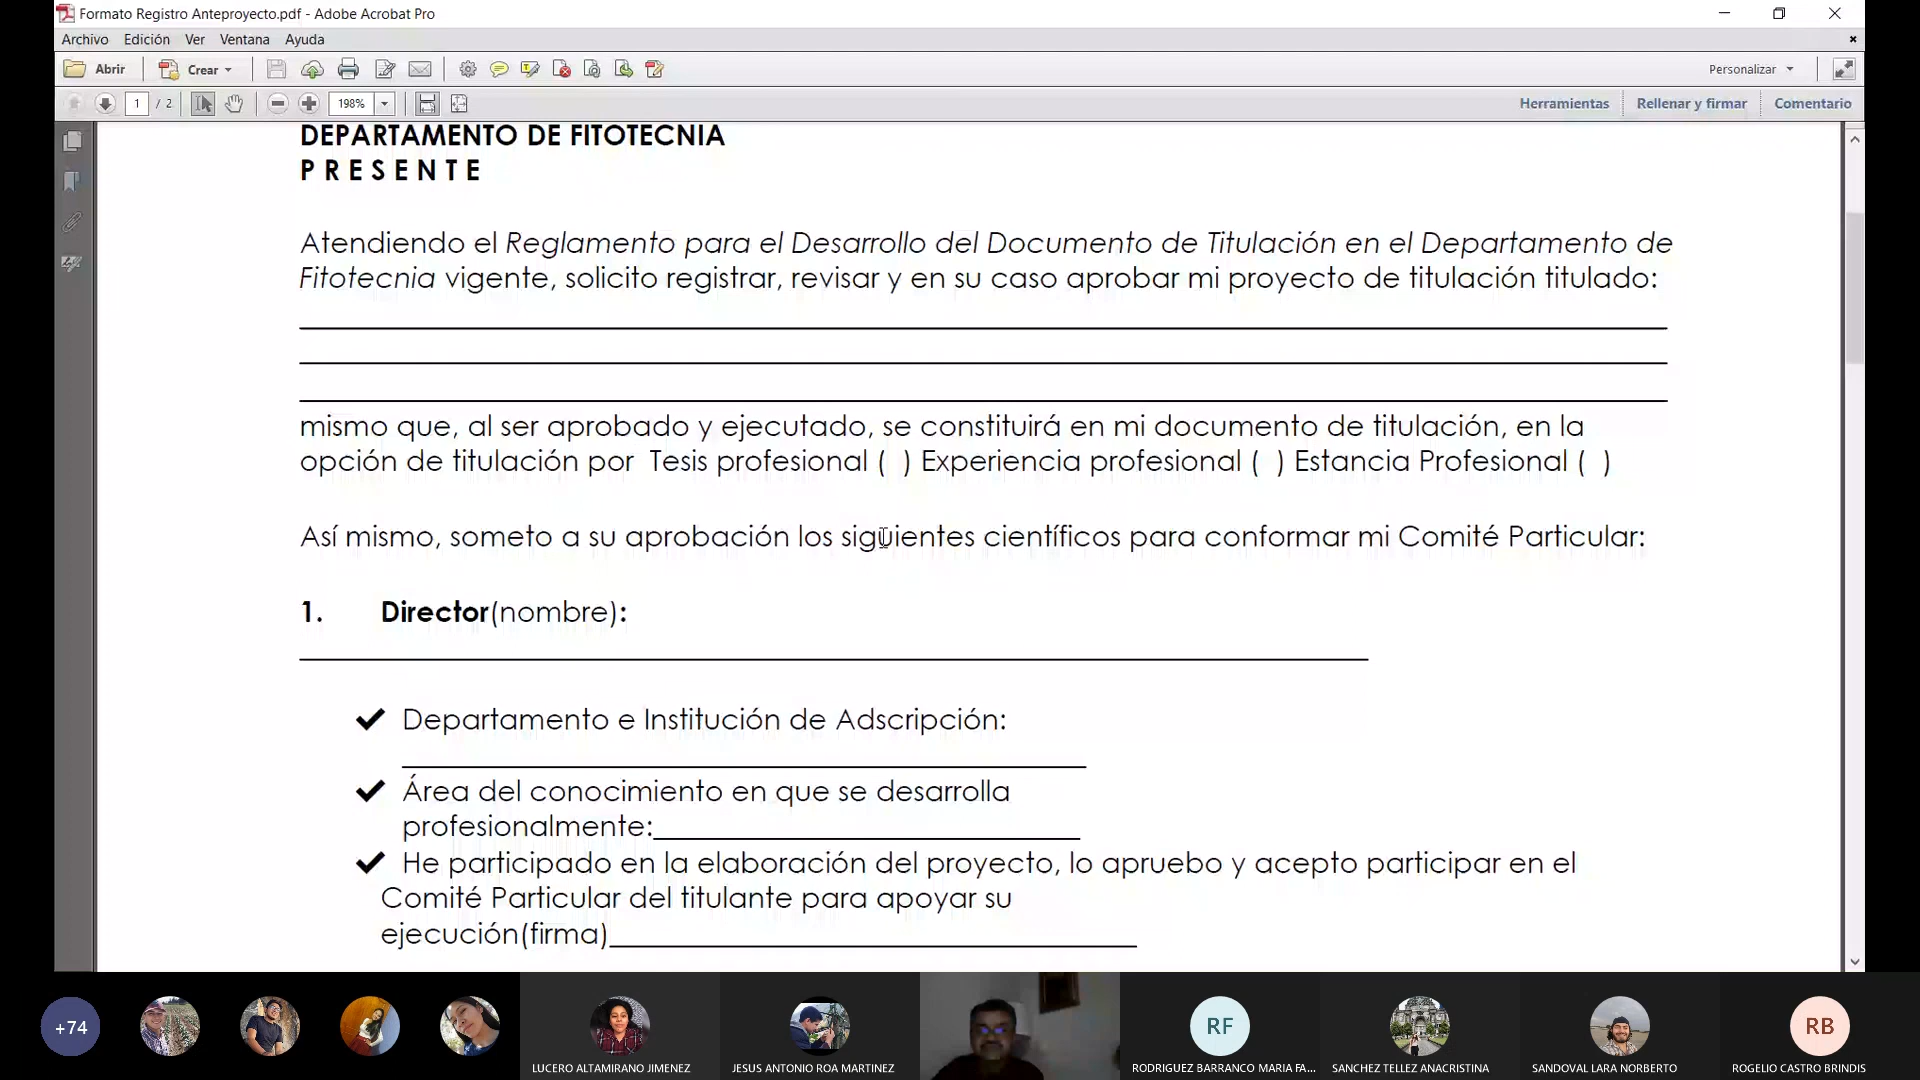 Formato Registro Anteproyecto.pdf - Adobe Acrobat Pro
Archivo Edición Ver Ventana Ayuda
Abrir Crear Personalizar
1 / 2 198% Herramientas Rellenar y firmar Comentario
DEPARTAMENTO DE FITOTECNIA
P R E S E N T E
Atendiendo el Reglamento para el Desarrollo del Documento de Titulación en el Departamento de
Fitotecnia vigente, solicito registrar, revisar y en su caso aprobar mi proyecto de titulación titulado:
mismo que, al ser aprobado y ejecutado, se constituirá en mi documento de titulación, en la
opción de titulación por Tesis profesional ( ) Experiencia profesional ( ) Estancia Profesional ( )
Así mismo, someto a su aprobación los siguientes científicos para conformar mi Comité Particular:
1. Director(nombre):
Departamento e Institución de Adscripción:
Área del conocimiento en que se desarrolla
profesionalmente:
He participado en la elaboración del proyecto, lo apruebo y acepto participar en el
Comité Particular del titulante para apoyar su
ejecución(firma)
+74
RF
RB
LUCERO ALTAMIRANO JIMENEZ
JESUS ANTONIO ROA MARTINEZ
RODRIGUEZ BARRANCO MARIA FA...
SANCHEZ TELLEZ ANACRISTINA
SANDOVAL LARA NORBERTO
ROGELIO CASTRO BRINDIS